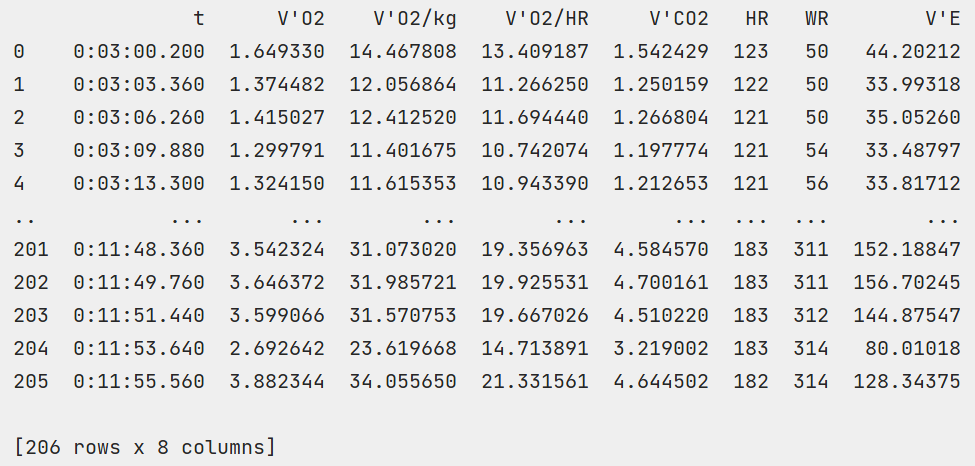 t V'O2 V'O2/kg V'O2/HR V'CO2 HR WR V'E
0 0:03:00.200 1.649330 14.467808 13.409187 1.542429 123 50 44.20212
1 0:03:03.360 1.374482 12.056864 11.266250 1.250159 122 50 33.99318
2 0:03:06.260 1.415027 12.412520 11.694440 1.266804 121 50 35.05260
3 0:03:09.880 1.299791 11.401675 10.742074 1.197774 121 54 33.48797
4 0:03:13.300 1.324150 11.615353 10.943390 1.212653 121 56 33.81712
.. ... ... ... ... ... ... ... ...
201 0:11:48.360 3.542324 31.073020 19.356963 4.584570 183 311 152.18847
202 0:11:49.760 3.646372 31.985721 19.925531 4.700161 183 311 156.70245
203 0:11:51.440 3.599066 31.570753 19.667026 4.510220 183 312 144.87547
204 0:11:53.640 2.692642 23.619668 14.713891 3.219002 183 314 80.01018
205 0:11:55.560 3.882344 34.055650 21.331561 4.644502 182 314 128.34375
[206 rows x 8 columns]